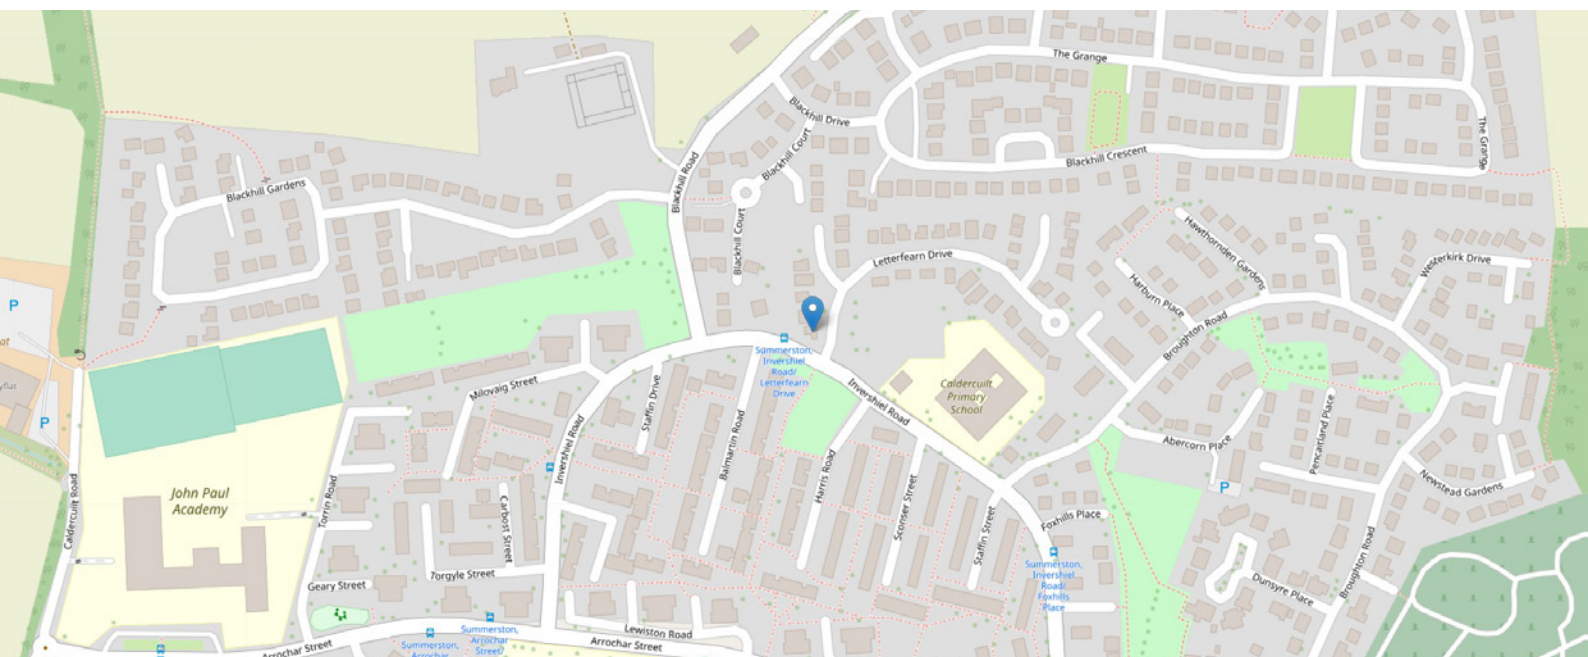 The Grange
Blackhill Drive
Blackhill Court
The Grange
Blackhill Road
Blackhill Crescent
Blackhill Gardens
Blackhill Court
Hawthornden Gardens
Letterfearn Drive
Westerkirk Drive
Harburn Place
P
Broughton Road
Summerston,
Invershiel
Road/
Letterfearn
Drive
Milovaig Street
Staffin Drive
Invershiel Road
Caldercuilt
Primary
School
P
Balmartin Road
Invershiel Road
Abercorn Place
Pencaitland Place
Harris Road
Newstead Gardens
P
John Paul
Academy
Torrin Road
Caldercuilt Road
Carbost Street
Sconser Street
Staffin Street
Foxhills Place
Broughton Road
Summerston,
Invershiel
Road/
Foxhills
Place
Torgyle Street
Geary Street
Dunsyre Place
Summerston,
Arrochar
Street/
Lewiston Road
Arrochar Street
Arrochar Street
Summerston,
Arrochar